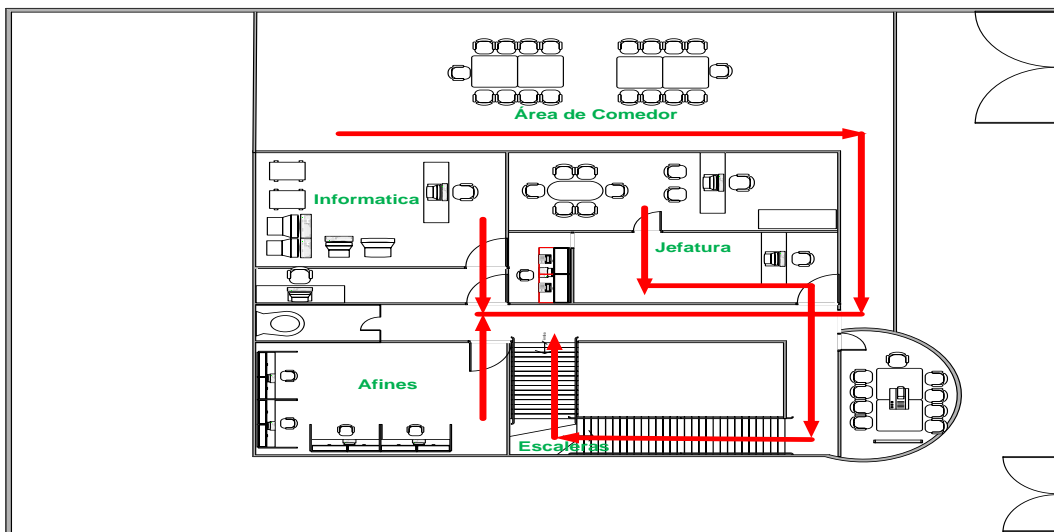 Área de Comedor
Informatica
Jefatura
Afines
Escaleras